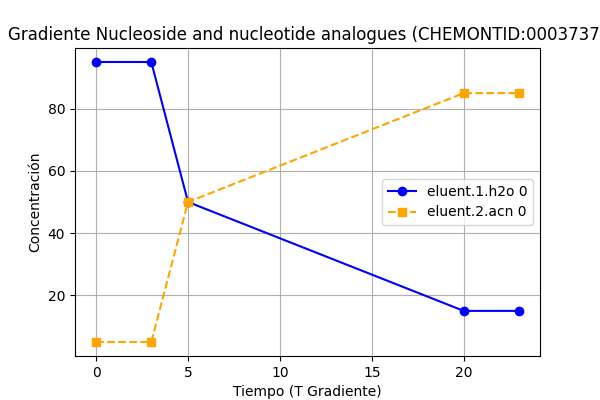 Gradiente Nucleoside and nucleotide analogues (CHEMONTID:0003737
Concentración
80
60
40
20
eluent.1.h2o 0
eluent.2.acn 0
0 5 10 15 20
Tiempo (T Gradiente)